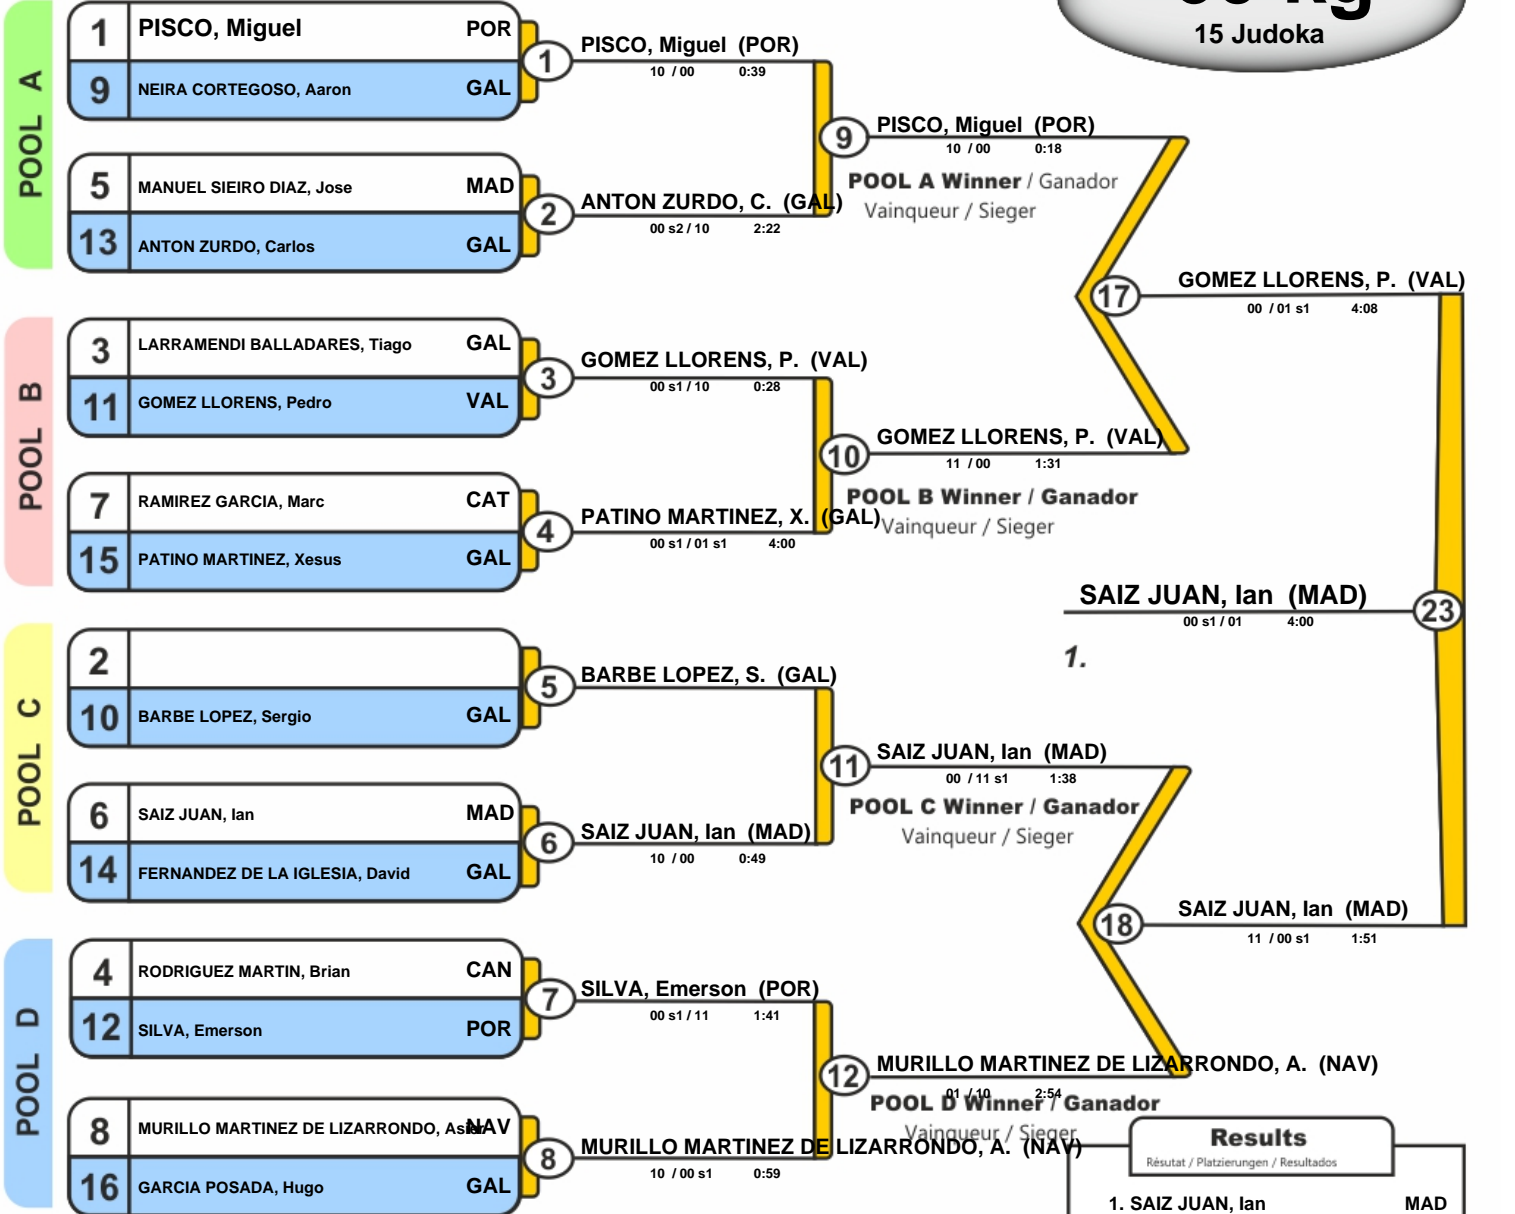 15 Judoka
POOL A
1 PISCO, Miguel POR
9 NEIRA CORTEGOSO, Aaron GAL
1
PISCO, Miguel (POR)
10 / 00 0:39
5 MANUEL SIEIRO DIAZ, Jose MAD
13 ANTON ZURDO, Carlos GAL
2
ANTON ZURDO, C. (GAL)
00 s2 / 10 2:22
9
PISCO, Miguel (POR)
10 / 00 0:18
POOL A Winner / Ganador
Vainqueur / Sieger
POOL B
3 LARRAMENDI BALLADARES, Tiago GAL
11 GOMEZ LLORENS, Pedro VAL
3
GOMEZ LLORENS, P. (VAL)
00 s1 / 10 0:28
7 RAMIREZ GARCIA, Marc CAT
15 PATINO MARTINEZ, Xesus GAL
4
PATINO MARTINEZ, X. (GAL)
00 s1 / 01 s1 4:00
10
GOMEZ LLORENS, P. (VAL)
11 / 00 1:31
POOL B Winner / Ganador
Vainqueur / Sieger
17
GOMEZ LLORENS, P. (VAL)
00 / 01 s1 4:08
SAIZ JUAN, Ian (MAD)
23
00 s1 / 01 4:00
1.
POOL C
2
10 BARBE LOPEZ, Sergio GAL
5
BARBE LOPEZ, S. (GAL)
6 SAIZ JUAN, Ian MAD
14 FERNANDEZ DE LA IGLESIA, David GAL
6
SAIZ JUAN, Ian (MAD)
10 / 00 0:49
11
SAIZ JUAN, Ian (MAD)
00 / 11 s1 1:38
POOL C Winner / Ganador
Vainqueur / Sieger
18
SAIZ JUAN, Ian (MAD)
11 / 00 s1 1:51
POOL D
4 RODRIGUEZ MARTIN, Brian CAN
12 SILVA, Emerson POR
7
SILVA, Emerson (POR)
00 s1 / 11 1:41
8 MURILLO MARTINEZ DE LIZARRONDO, Asier NAV
16 GARCIA POSADA, Hugo GAL
8
MURILLO MARTINEZ DE LIZARRONDO, A. (NAV)
10 / 00 s1 0:59
12
MURILLO MARTINEZ DE LIZARRONDO, A. (NAV)
01 / 10 2:54
POOL D Winner / Ganador
Vainqueur / Sieger
Results
Résutat / Platzierungen / Resultados
1. SAIZ JUAN, Ian MAD